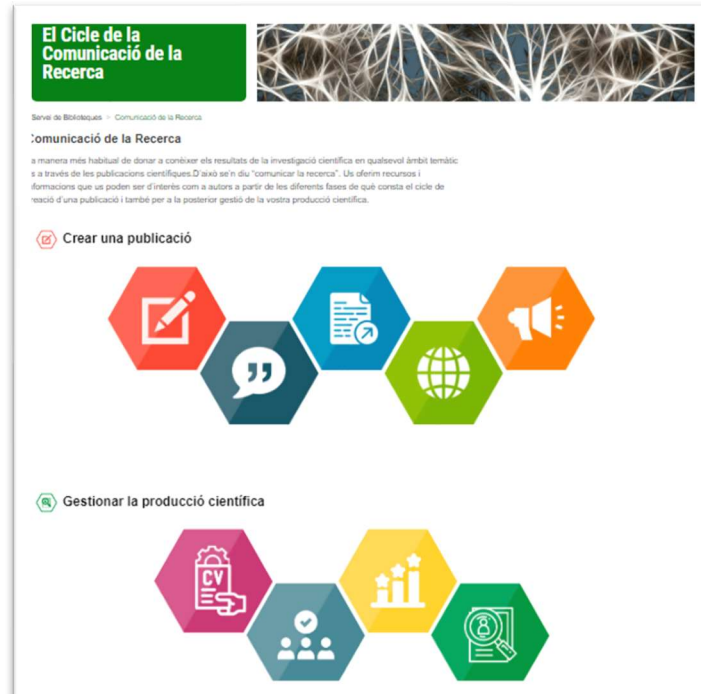 El Cicle de la
Comunicació de la
Recerca
Servei de Biblioteques > Comunicació de la Recerca
Comunicació de la Recerca
a manera més habitual de donar a conèixer els resultats de la investigació científica en qualsevol àmbit temàtic
s a través de les publicacions científiques.D'això se'n diu "comunicar la recerca". Us oferim recursos i
nformacions que us poden ser d'interés com a autors a partir de les diferents fases de què consta el cicle de
reació d'una publicació i també per a la posterior gestió de la vostra producció científica.
Crear una publicació
Gestionar la producció científica
CV